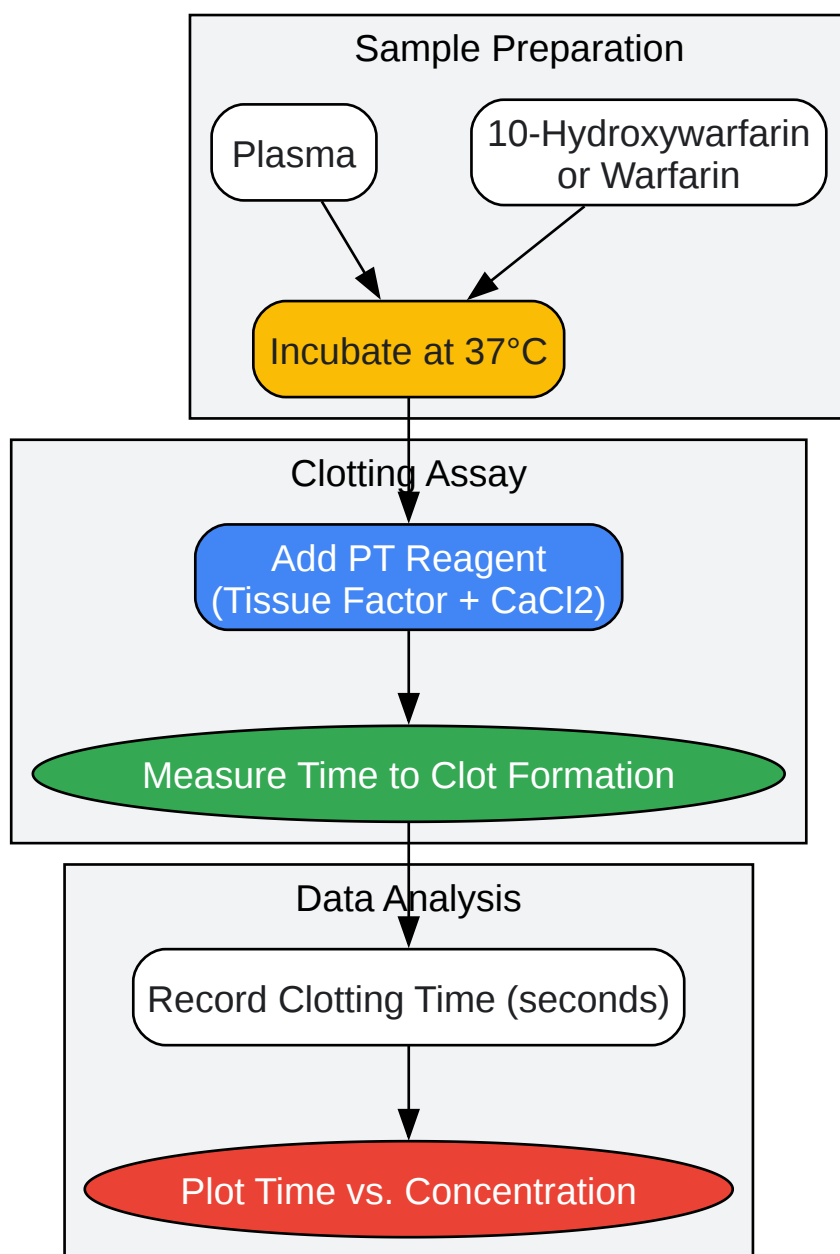 Sample Preparation
Plasma
10-Hydroxywarfarin
or Warfarin
Incubate at 37°C
Clotting Assay
Add PT Reagent
(Tissue Factor + CaCl2)
Measure Time to Clot Formation
Data Analysis
Record Clotting Time (seconds)
Plot Time vs. Concentration